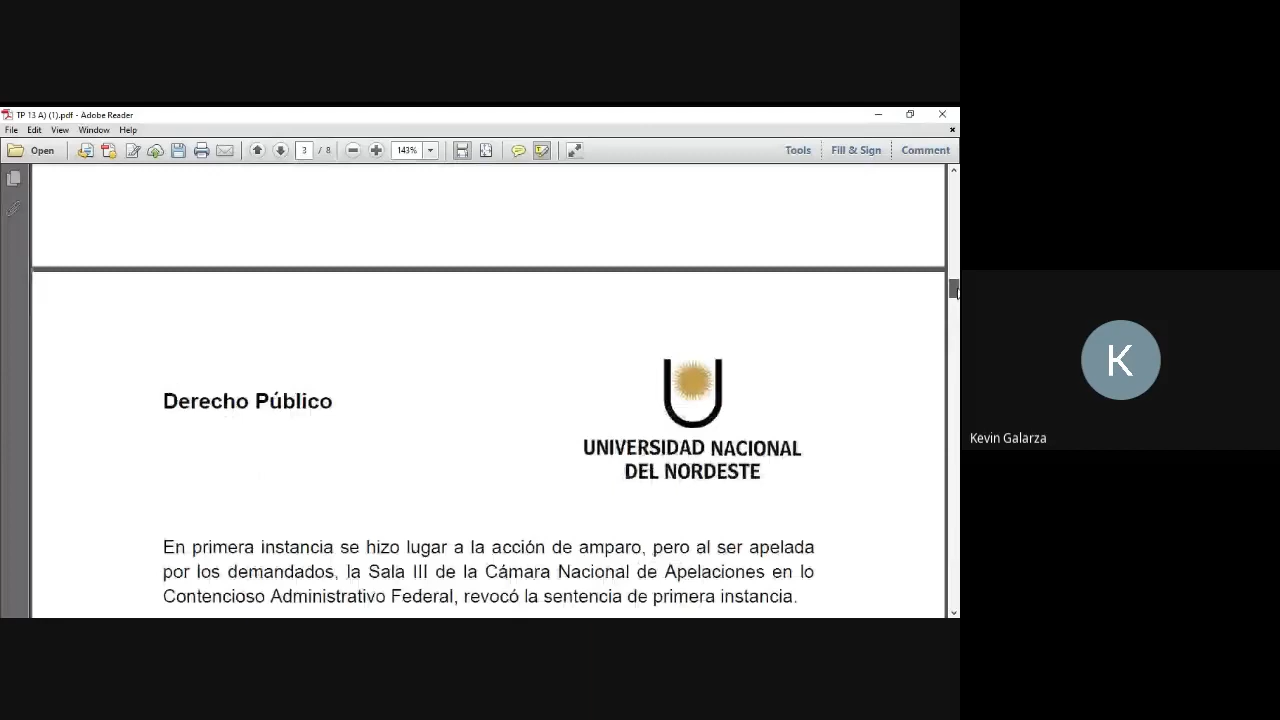 TP 13 A) (1).pdf - Adobe Reader
File Edit View Window Help
Open 3 / 8 143% Tools Fill & Sign Comment
Derecho Público
UNIVERSIDAD NACIONAL
DEL NORDESTE
En primera instancia se hizo lugar a la acción de amparo, pero al ser apelada
por los demandados, la Sala III de la Cámara Nacional de Apelaciones en lo
Contencioso Administrativo Federal, revocó la sentencia de primera instancia.
K
Kevin Galarza